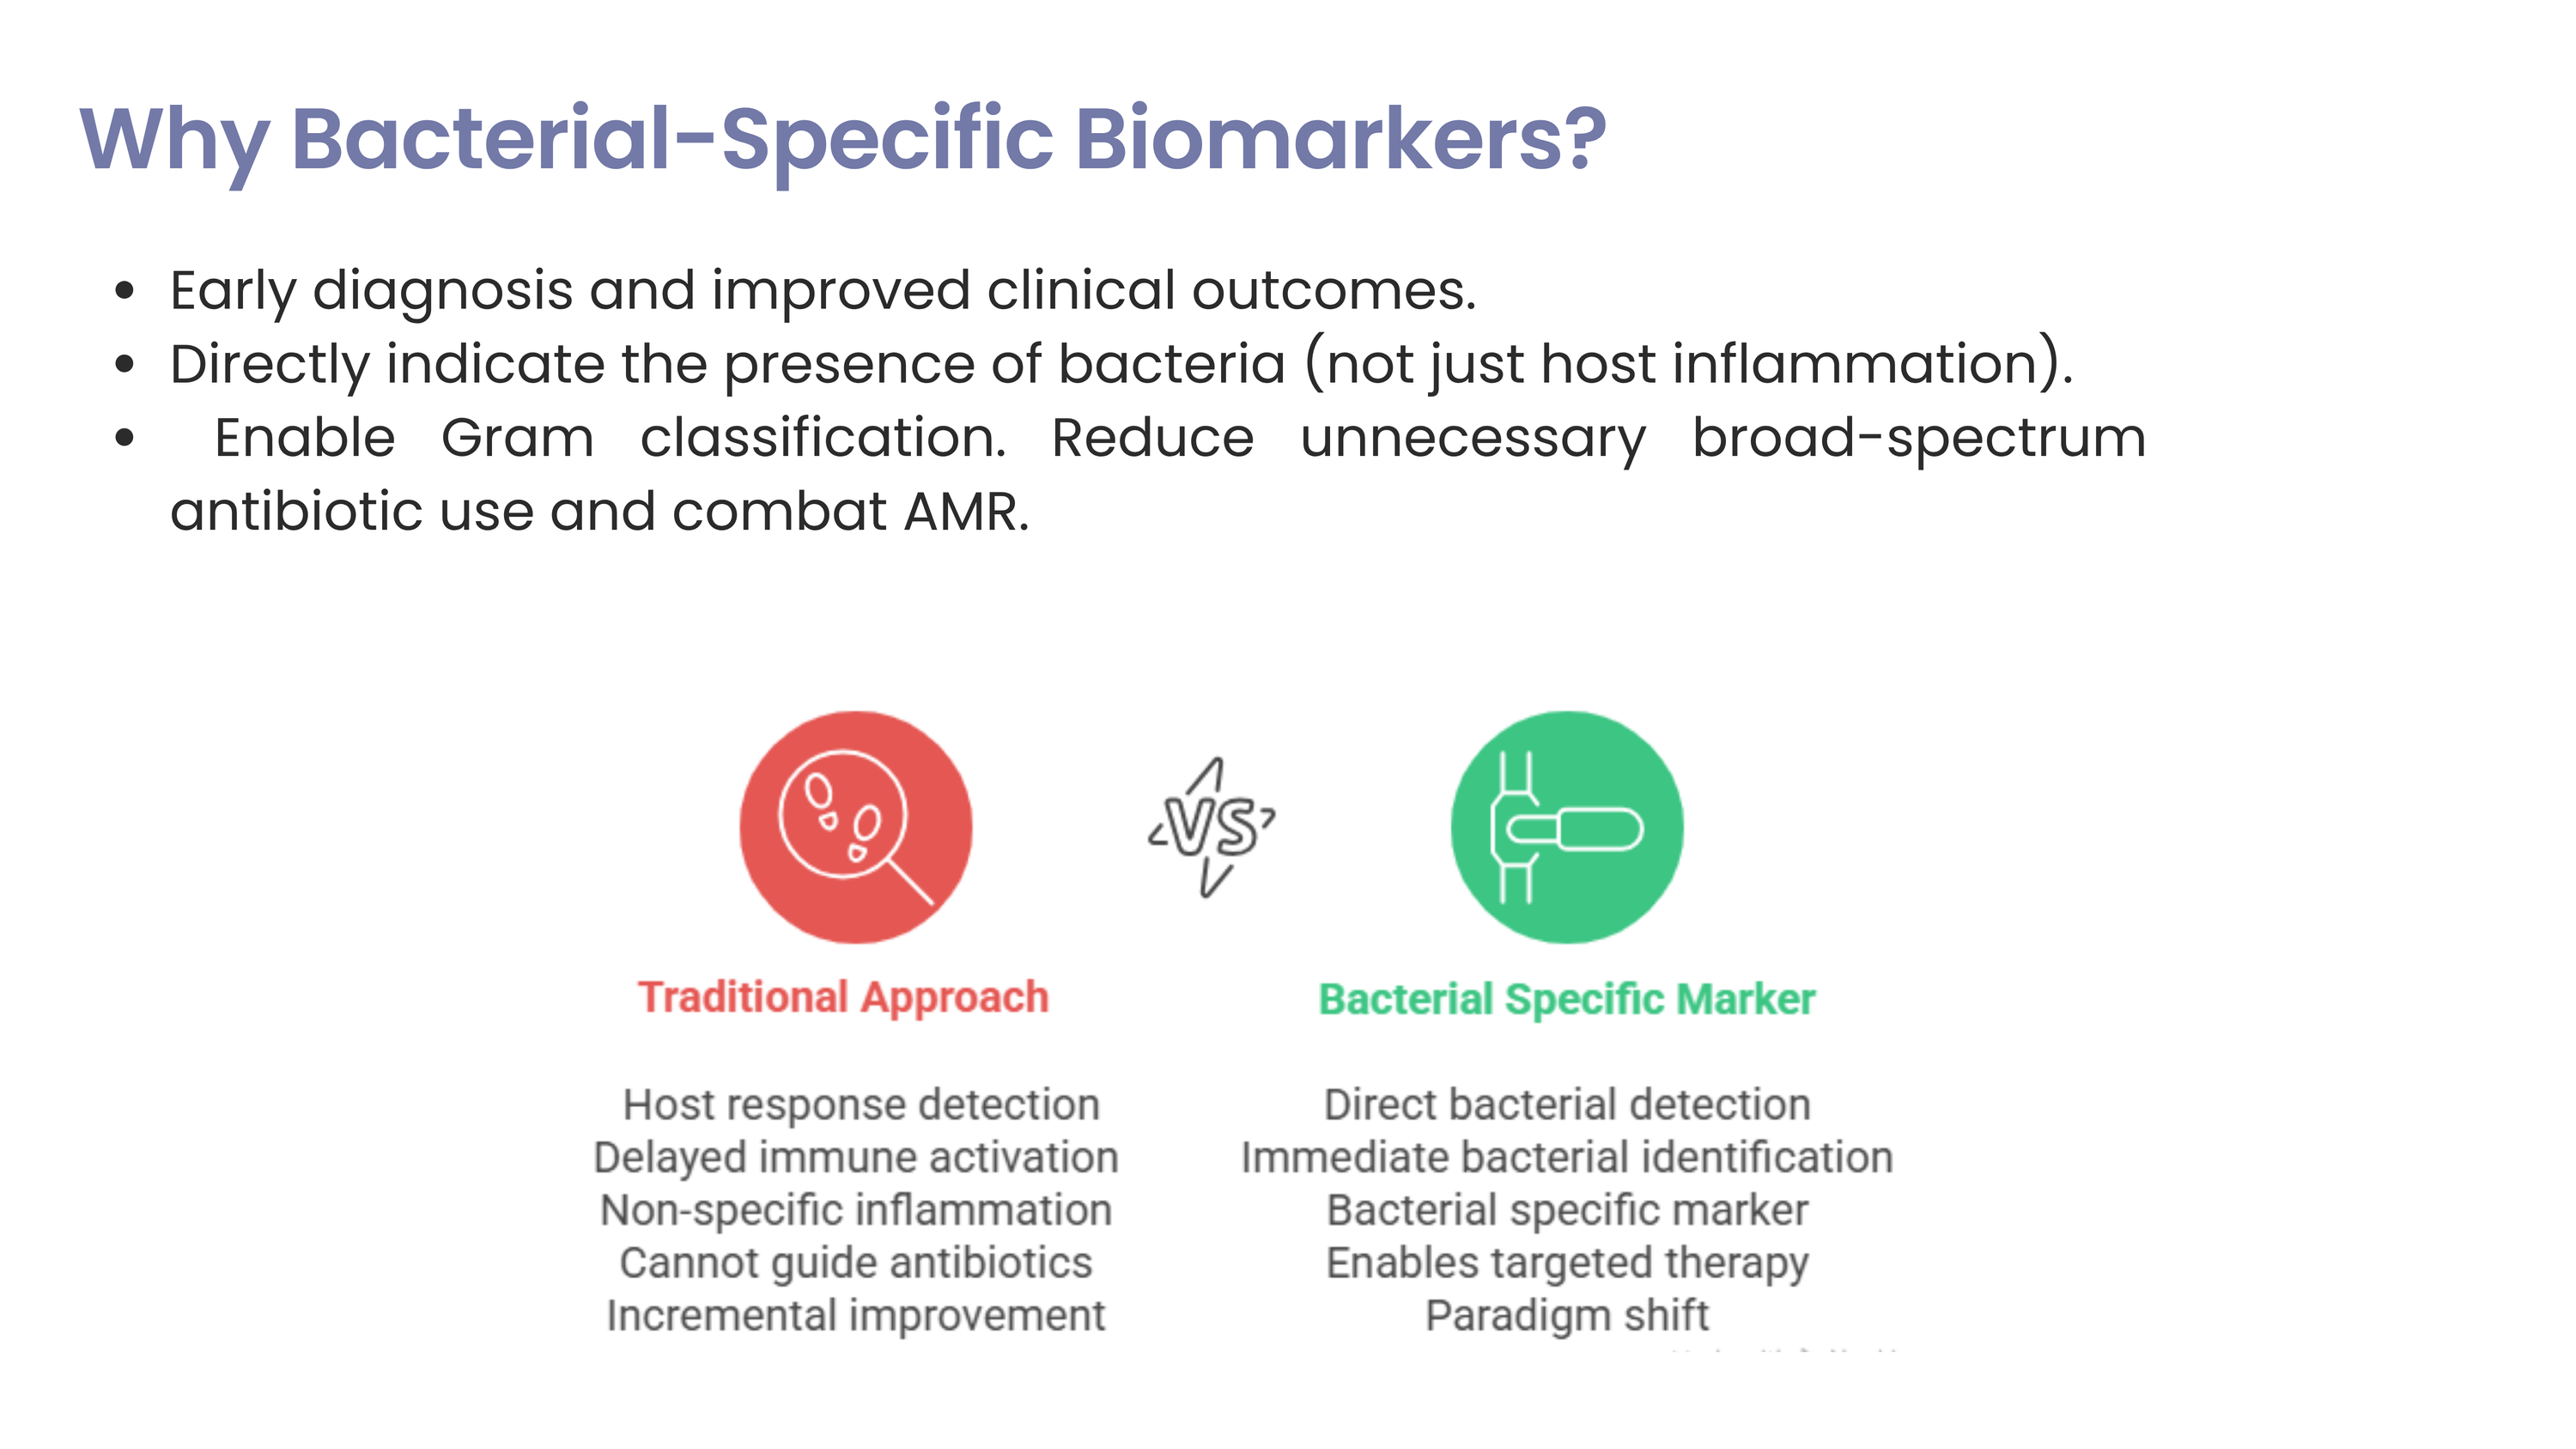 Why Bacterial-Specific Biomarkers?
• Early diagnosis and improved clinical outcomes.
• Directly indicate the presence of bacteria (not just host inflammation).
• Enable Gram classification. Reduce unnecessary broad-spectrum
antibiotic use and combat AMR.
VS
Traditional Approach
Host response detection
Delayed immune activation
Non-specific inflammation
Cannot guide antibiotics
Incremental improvement
Bacterial Specific Marker
Direct bacterial detection
Immediate bacterial identification
Bacterial specific marker
Enables targeted therapy
Paradigm shift